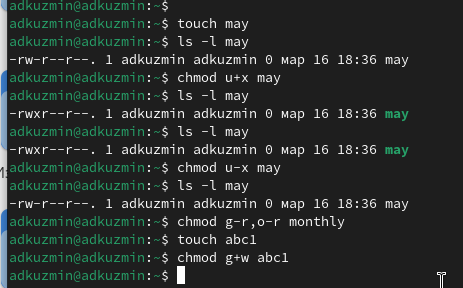 adkuzmin@adkuzmin:~$
adkuzmin@adkuzmin:~$ touch may
adkuzmin@adkuzmin:~$ ls -l may
-rw-r--r--. 1 adkuzmin adkuzmin 0 мар 16 18:36 may
adkuzmin@adkuzmin:~$ chmod u+x may
adkuzmin@adkuzmin:~$ ls -l may
-rwxr--r--. 1 adkuzmin adkuzmin 0 мар 16 18:36 may
adkuzmin@adkuzmin:~$ ls -l may
-rwxr--r--. 1 adkuzmin adkuzmin 0 мар 16 18:36 may
adkuzmin@adkuzmin:~$ chmod u-x may
adkuzmin@adkuzmin:~$ ls -l may
-rw-r--r--. 1 adkuzmin adkuzmin 0 мар 16 18:36 may
adkuzmin@adkuzmin:~$ chmod g-r,o-r monthly
adkuzmin@adkuzmin:~$ touch abc1
adkuzmin@adkuzmin:~$ chmod g+w abc1
adkuzmin@adkuzmin:~$